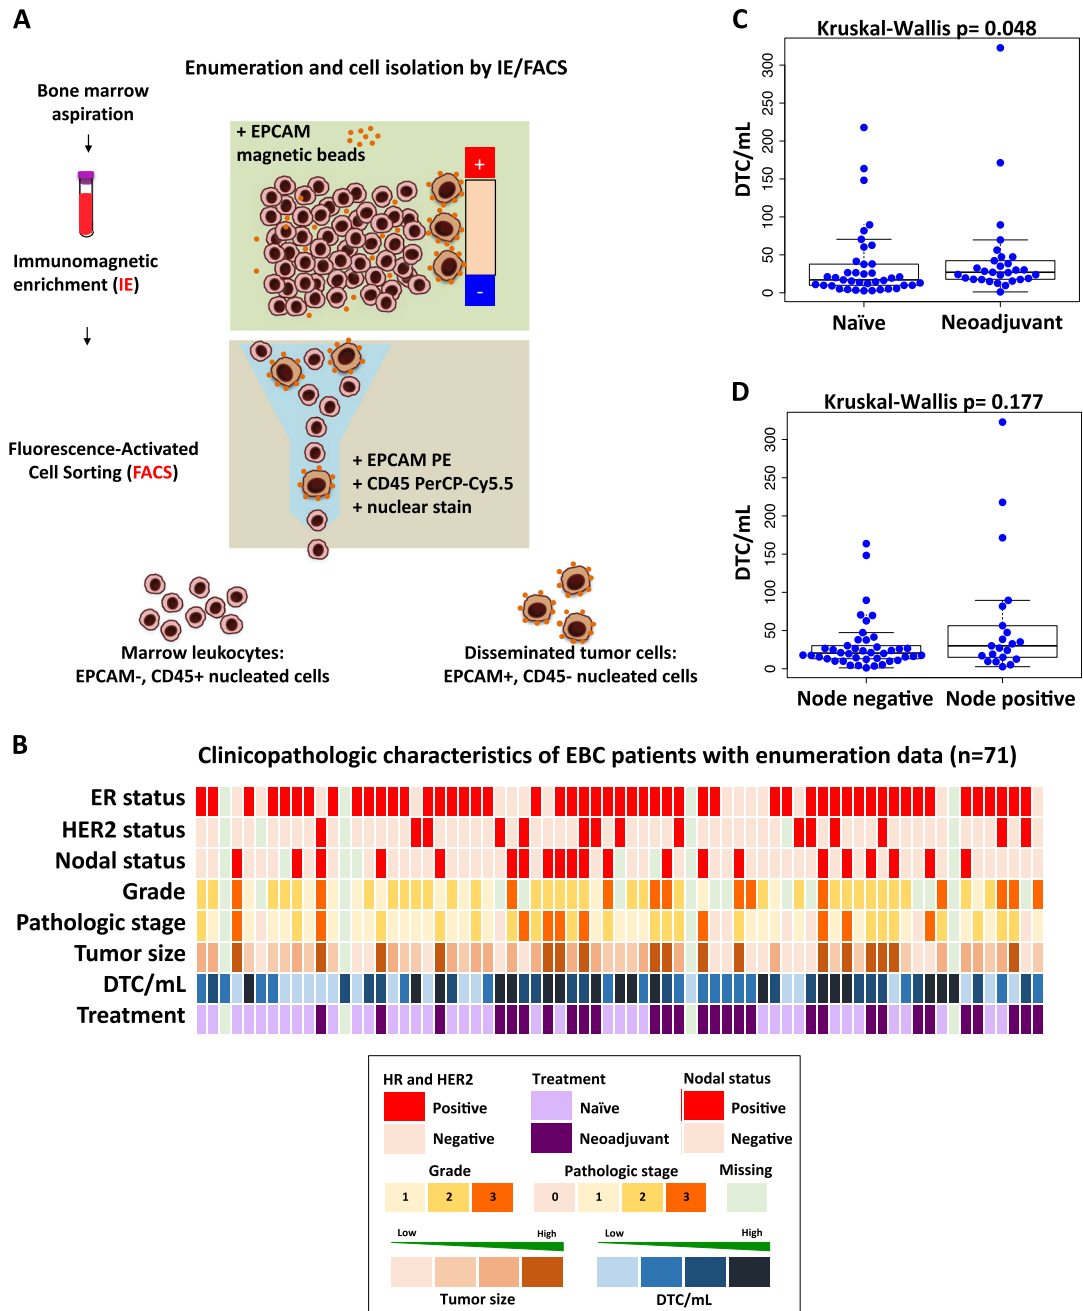 A
Enumeration and cell isolation by IE/FACS
Bone marrow
aspiration
+ EPCAM
magnetic beads
+
-
Immunomagnetic
enrichment (IE)
Fluorescence-Activated
Cell Sorting (FACS)
+ EPCAM PE
+ CD45 PerCP-Cy5.5
+ nuclear stain
Marrow leukocytes:
EPCAM-, CD45+ nucleated cells
Disseminated tumor cells:
EPCAM+, CD45- nucleated cells
C
Kruskal-Wallis p= 0.048
DTC/mL
300
250
200
150
100
50
0
Naïve
Neoadjuvant
D
Kruskal-Wallis p= 0.177
DTC/mL
300
250
200
150
100
50
0
Node negative
Node positive
B
Clinicopathologic characteristics of EBC patients with enumeration data (n=71)
ER status
HER2 status
Nodal status
Grade
Pathologic stage
Tumor size
DTC/mL
Treatment
HR and HER2
Positive
Negative
Treatment
Naïve
Neoadjuvant
Nodal status
Positive
Negative
Grade
1 2 3
Pathologic stage
0 1 2 3
Missing
Low High
Tumor size
Low High
DTC/mL